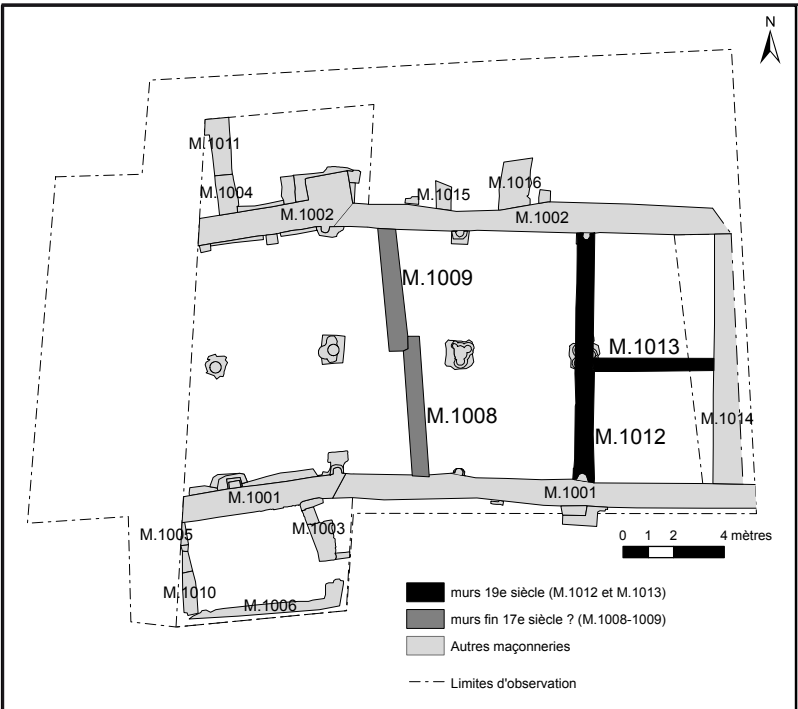 N
M.1011
M.1004
M.1002
M.1015
M.1016
M.1002
M.1009
M.1013
M.1008
M.1012
M.1014
M.1001
M.1001
M.1005
M.1003
M.1010
M.1006
0 1 2 4 mètres
murs 19e siècle (M.1012 et M.1013)
murs fin 17e siècle ? (M.1008-1009)
Autres maçonneries
Limites d'observation